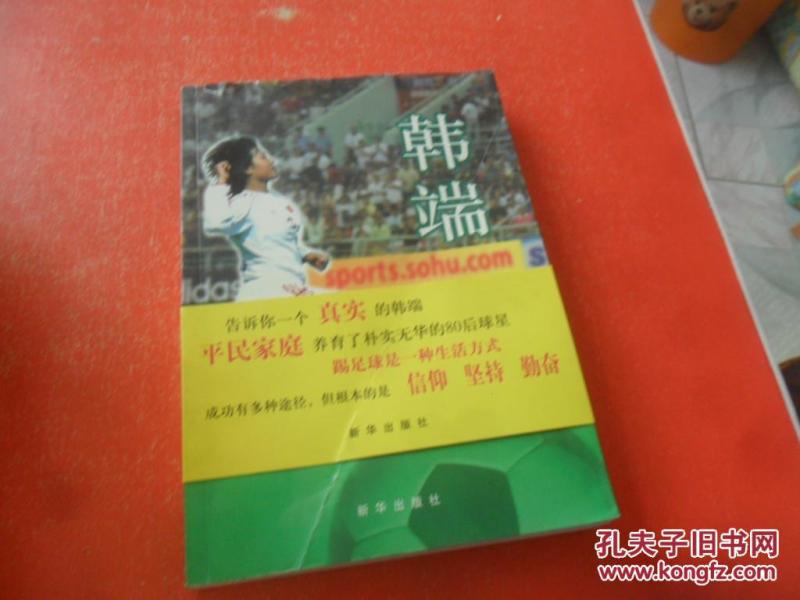 韩
端
didas
sports.sohu.com
S
告诉你一个 真实 的韩端
平民家庭 养育了朴实无华的80后球星
踢足球是一种生活方式
成功有多种途径，但根本的是 信仰 坚持 勤奋
新华出版社
新华出版社
孔夫子旧书网
www.kongfz.com